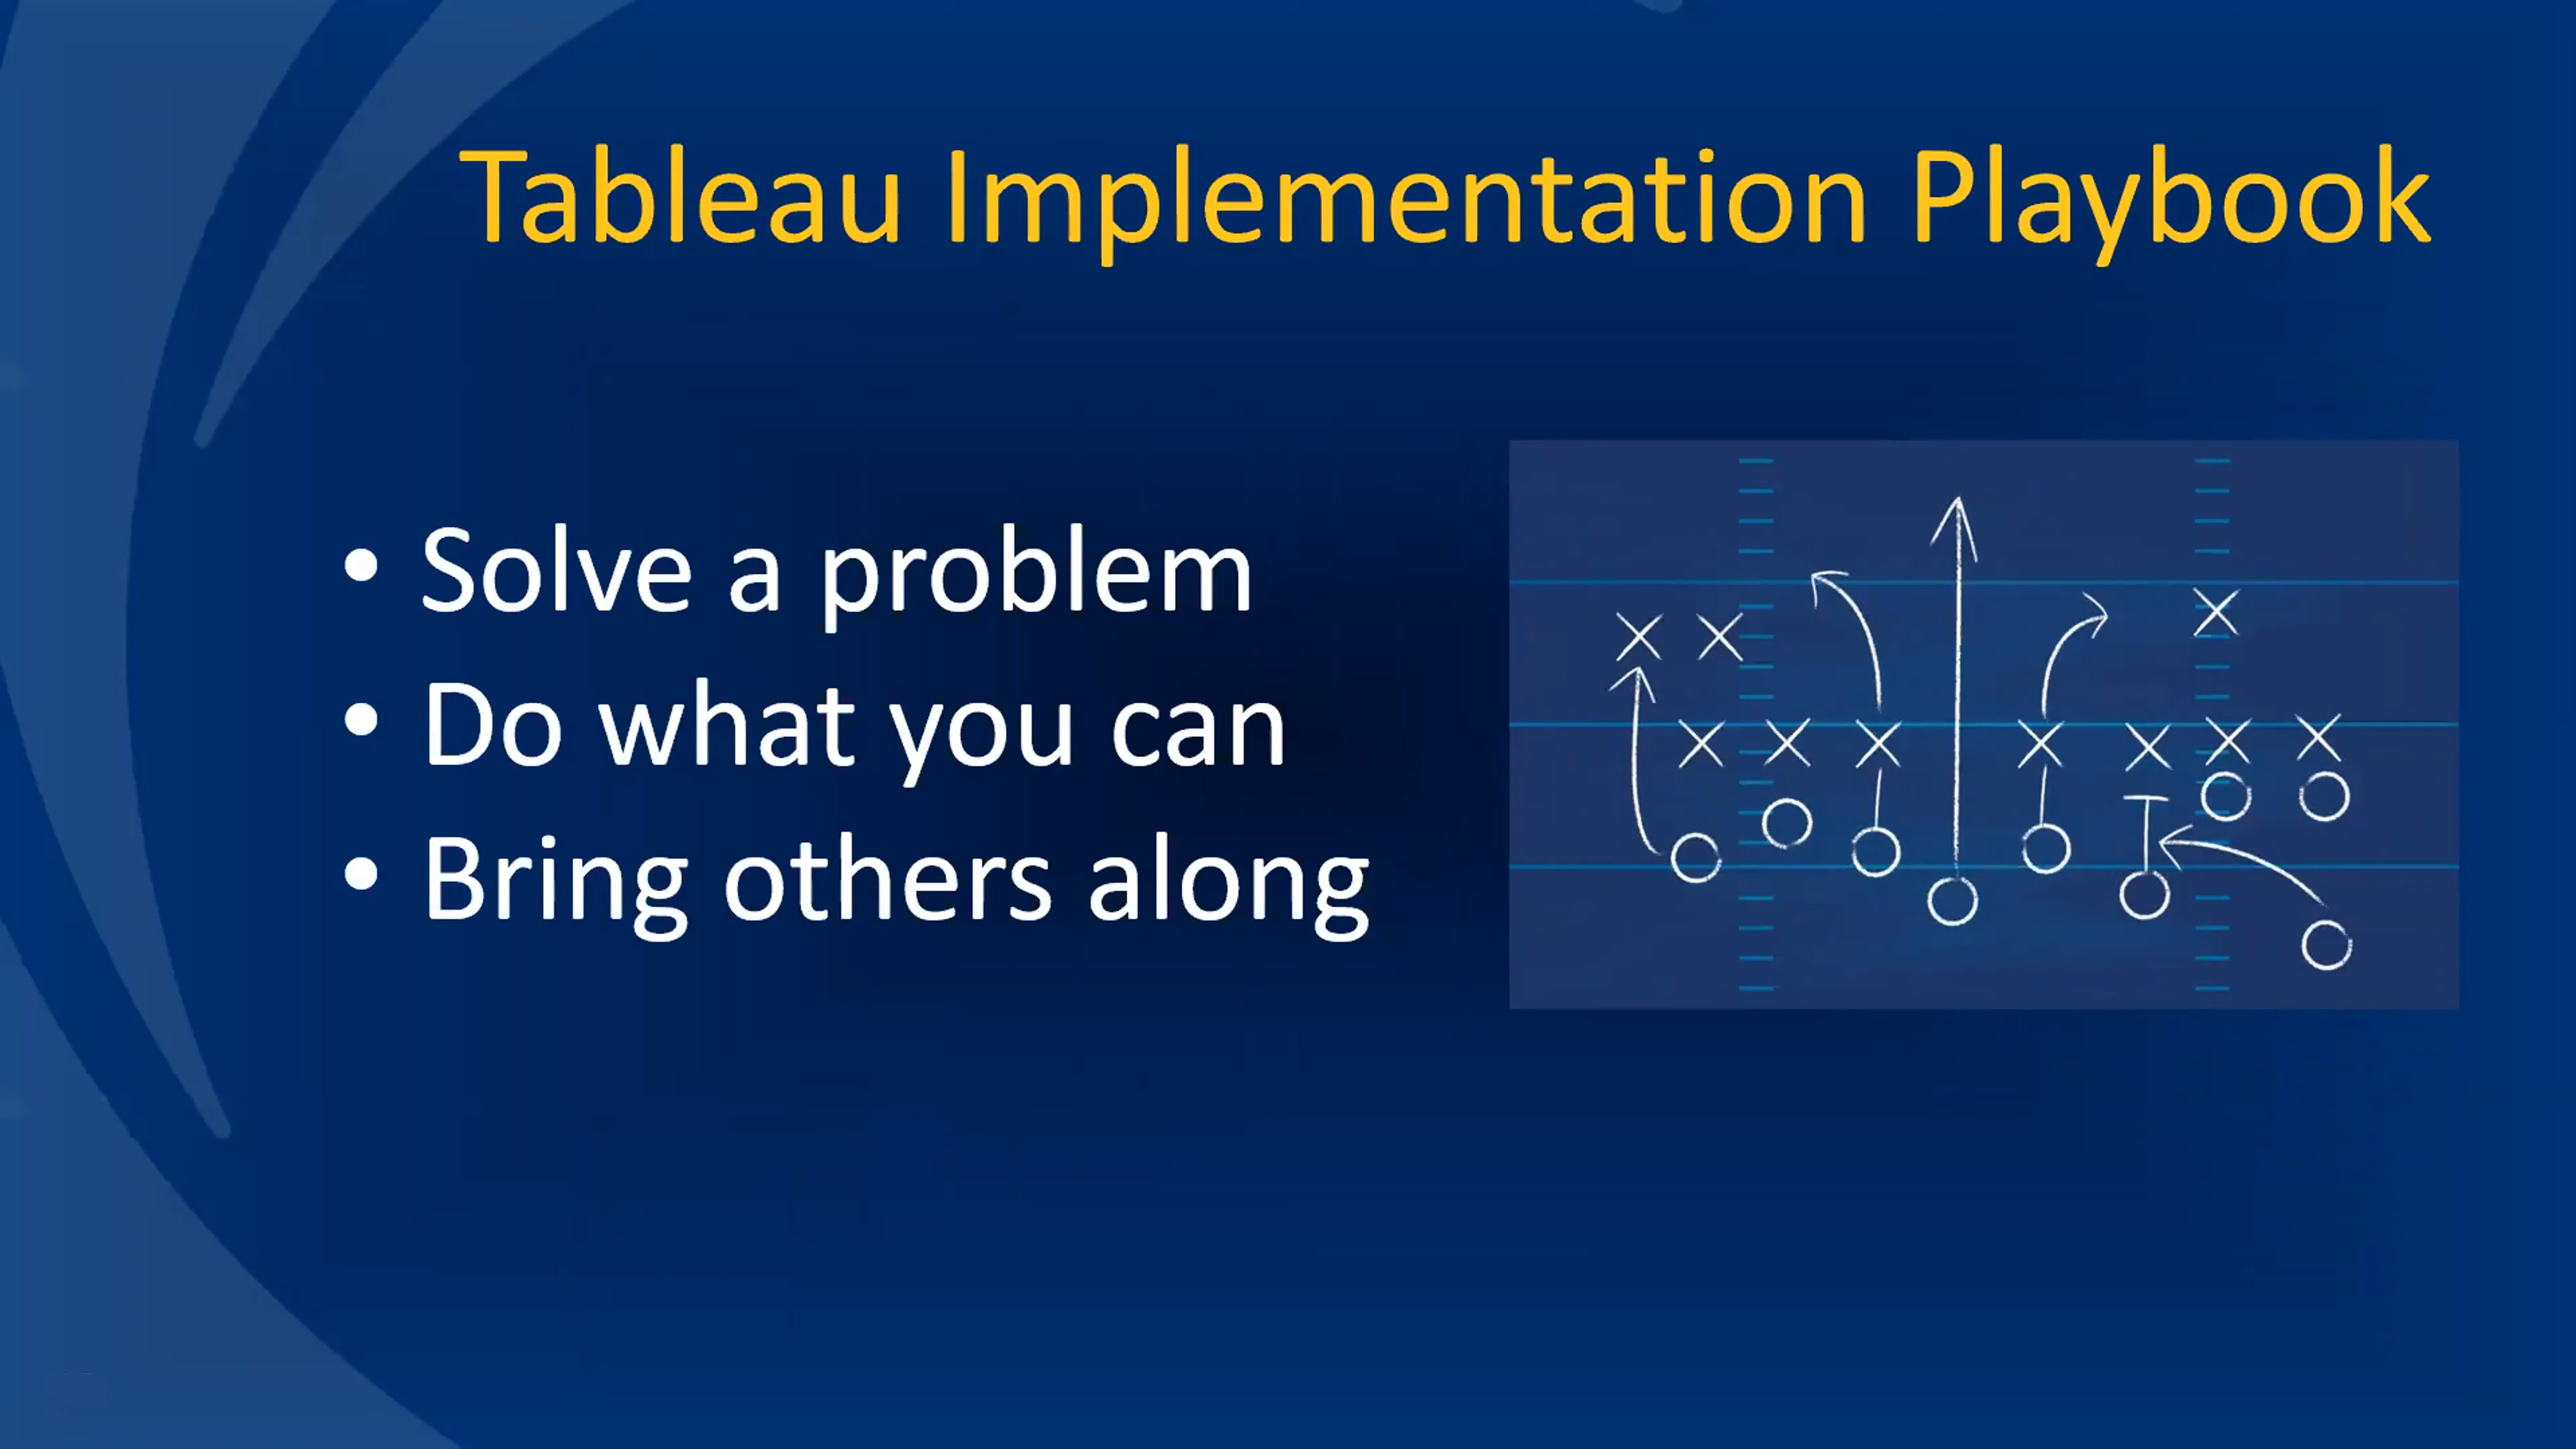 Tableau Implementation Playbook
• Solve a problem
• Do what you can
• Bring others along